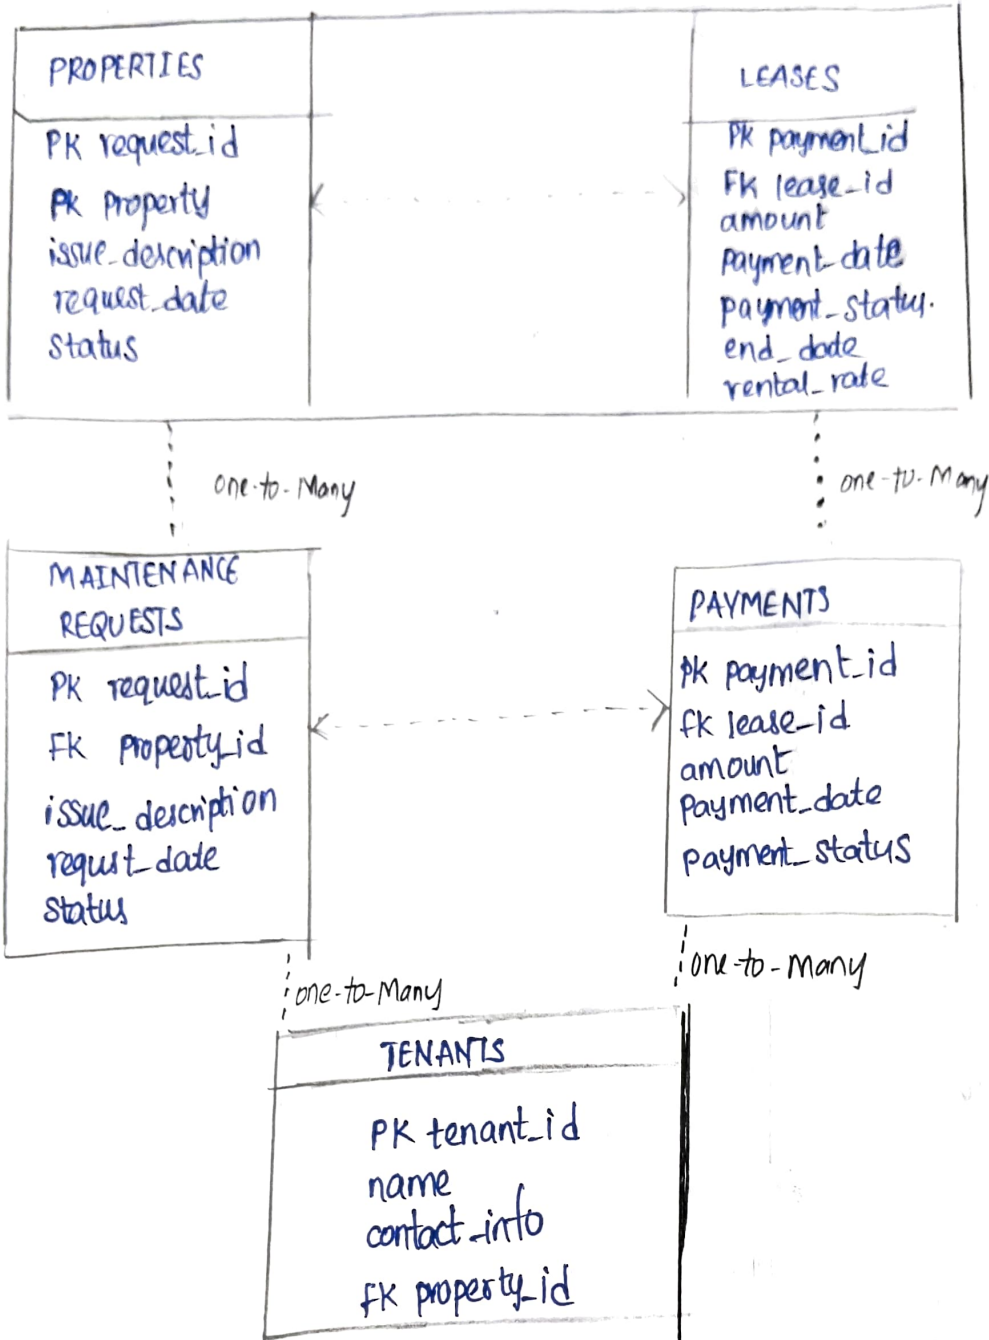 PROPERTIES
PK request_id
PK Property
issue_description
request_date
status
LEASES
PK payment_id
FK lease_id
amount
payment_date
payment_status.
end_dade
rental_rate
one-to-Many
one-to-Many
MAINTENANCE
REQUESTS
PK request_id
FK property_id
issue_description
requst_date
status
PAYMENTS
PK payment_id
fk lease_id
amount
payment_date
payment_status
one-to-Many
one-to-Many
TENANTS
PK tenant_id
name
contact_info
fk property_id